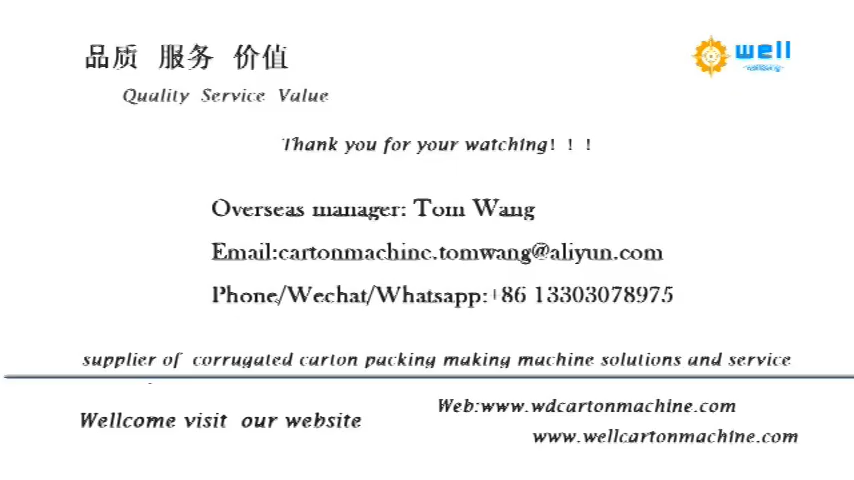 品质 服务 价值
well
Quality Service Value
Thank you for your watching! ! !
Overseas manager: Tom Wang
Email:cartonmachine.tomwang@aliyun.com
Phone/Wechat/Whatsapp:+86 13303078975
supplier of corrugated carton packing making machine solutions and service
Wellcome visit our website
Web:www.wdcartonmachine.com
www.wellcartonmachine.com